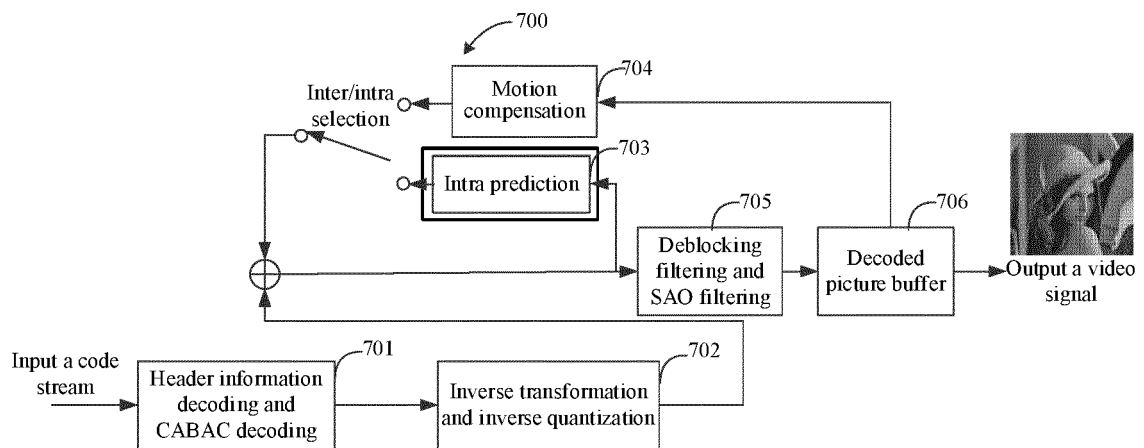 700
704
Motion
compensation
Inter/intra
selection
703
Intra prediction
705
706
Deblocking
filtering and
SAO filtering
Decoded
picture buffer
Output a video
signal
Input a code
stream
701
702
Header information
decoding and
CABAC decoding
Inverse transformation
and inverse quantization